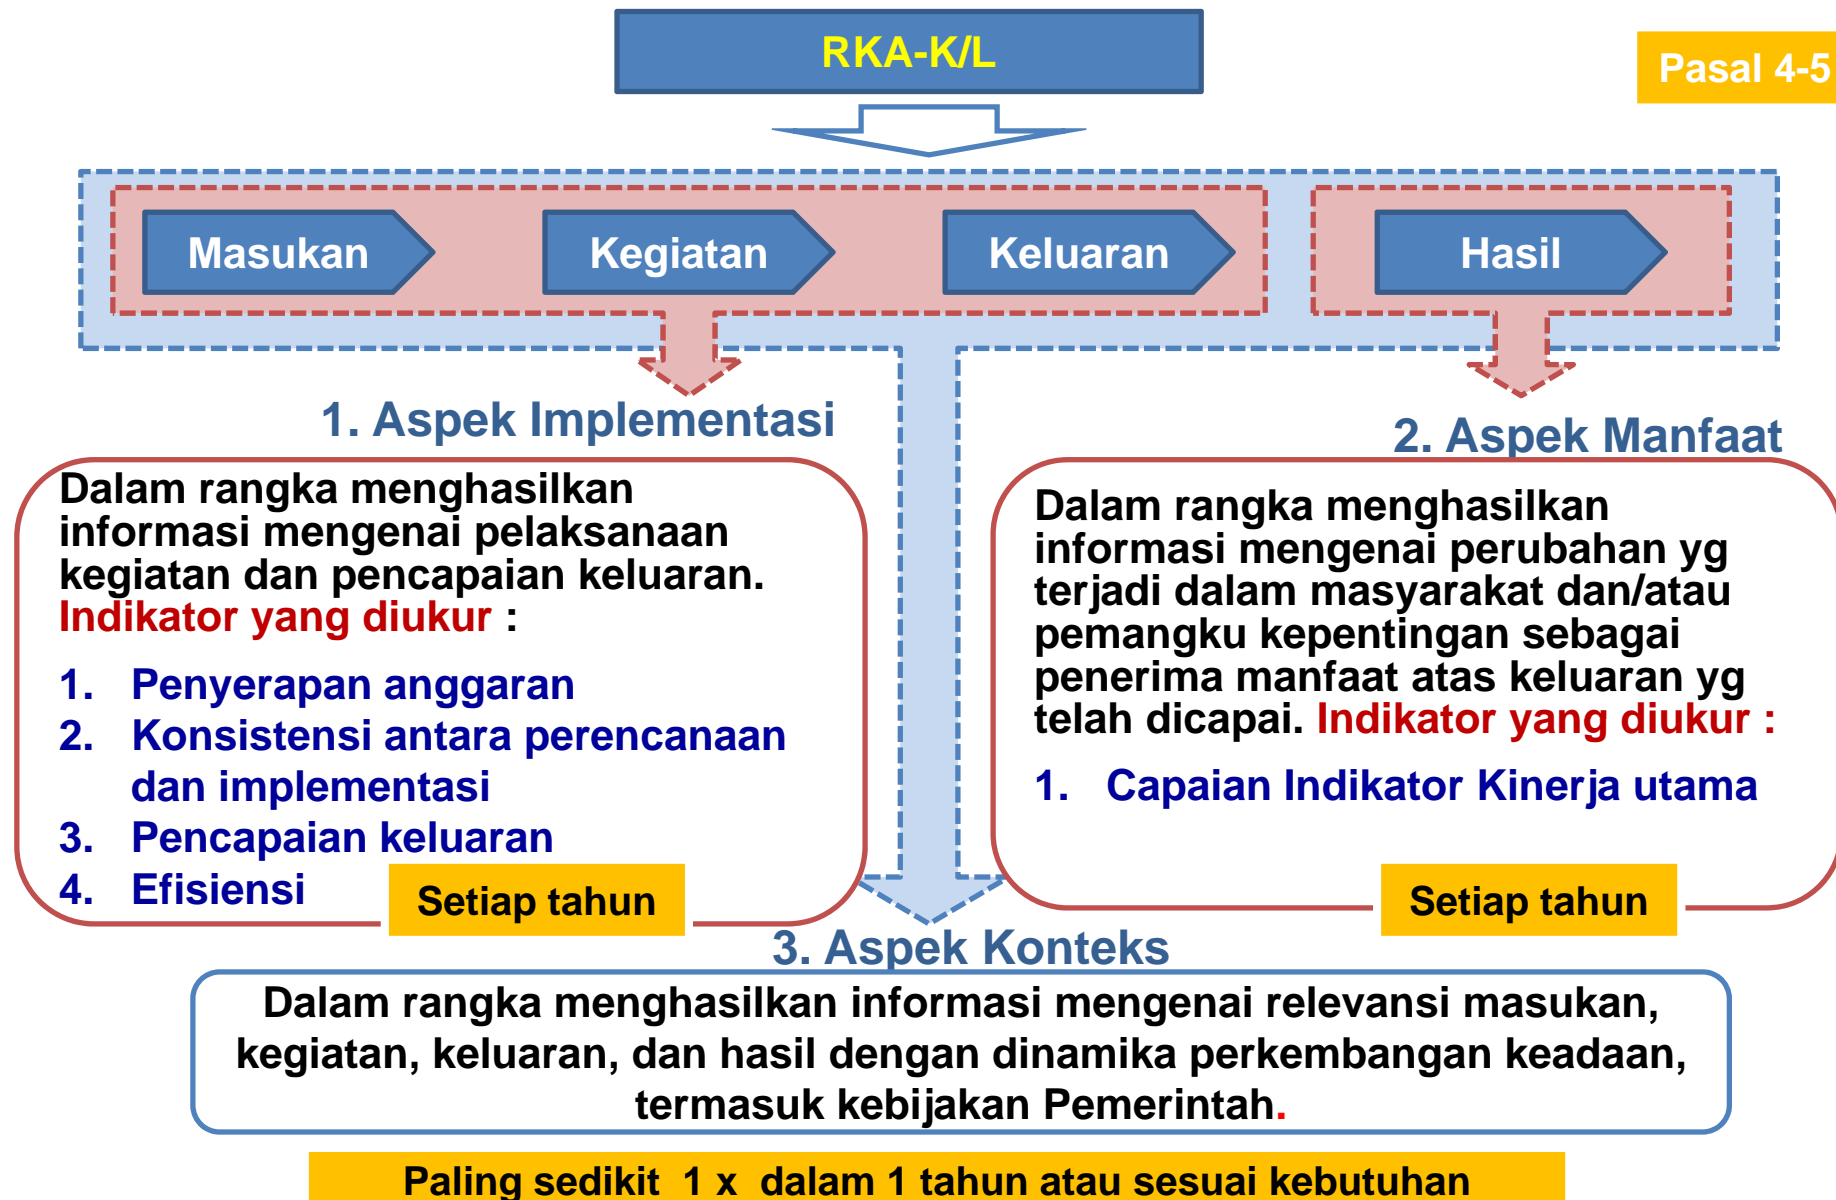 RKA-K/L
Pasal 4-5
Masukan
Kegiatan
Keluaran
Hasil
1. Aspek Implementasi
Dalam rangka menghasilkan
informasi mengenai pelaksanaan
kegiatan dan pencapaian keluaran.
Indikator yang diukur :
1. Penyerapan anggaran
2. Konsistensi antara perencanaan
dan implementasi
3. Pencapaian keluaran
4. Efisiensi
Setiap tahun
2. Aspek Manfaat
Dalam rangka menghasilkan
informasi mengenai perubahan yg
terjadi dalam masyarakat dan/atau
pemangku kepentingan sebagai
penerima manfaat atas keluaran yg
telah dicapai. Indikator yang diukur :
1. Capaian Indikator Kinerja utama
Setiap tahun
3. Aspek Konteks
Dalam rangka menghasilkan informasi mengenai relevansi masukan,
kegiatan, keluaran, dan hasil dengan dinamika perkembangan keadaan,
termasuk kebijakan Pemerintah.
Paling sedikit 1 x dalam 1 tahun atau sesuai kebutuhan